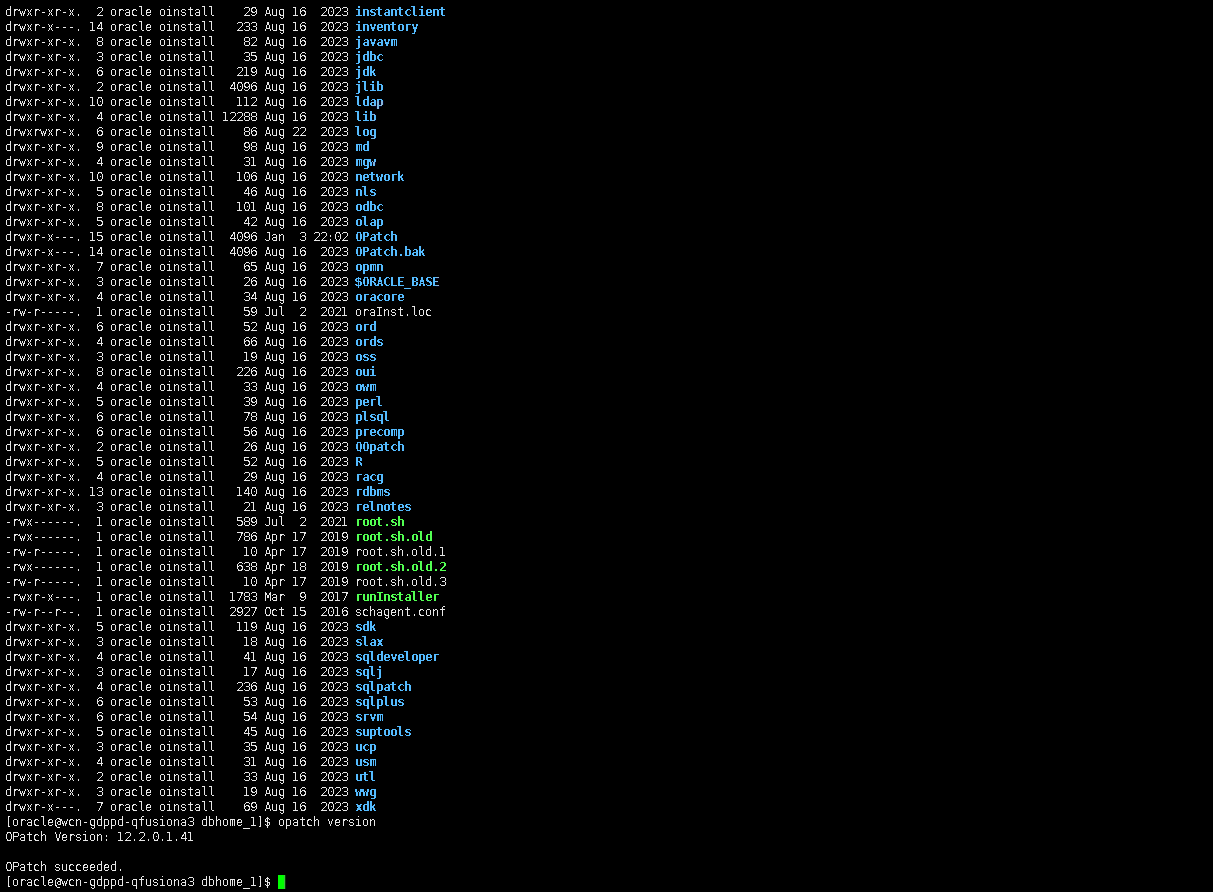 drwxr-xr-x.  2 oracle oinstall    29 Aug 16  2023 instantclient
drwxr-x---. 14 oracle oinstall   233 Aug 16  2023 inventory
drwxr-xr-x.  8 oracle oinstall    82 Aug 16  2023 javavm
drwxr-xr-x.  3 oracle oinstall    35 Aug 16  2023 jdbc
drwxr-xr-x.  6 oracle oinstall   219 Aug 16  2023 jdk
drwxr-xr-x.  2 oracle oinstall  4096 Aug 16  2023 jlib
drwxr-xr-x. 10 oracle oinstall   112 Aug 16  2023 ldap
drwxr-xr-x.  4 oracle oinstall 12288 Aug 16  2023 lib
drwxrwxr-x.  6 oracle oinstall    86 Aug 22  2023 log
drwxr-xr-x.  9 oracle oinstall    98 Aug 16  2023 md
drwxr-xr-x.  4 oracle oinstall    31 Aug 16  2023 mgw
drwxr-xr-x. 10 oracle oinstall   106 Aug 16  2023 network
drwxr-xr-x.  5 oracle oinstall    46 Aug 16  2023 nls
drwxr-xr-x.  8 oracle oinstall   101 Aug 16  2023 odbc
drwxr-xr-x.  5 oracle oinstall    42 Aug 16  2023 olap
drwxr-x---. 15 oracle oinstall  4096 Jan  3 22:02 OPatch
drwxr-x---. 14 oracle oinstall  4096 Aug 16  2023 OPatch.bak
drwxr-xr-x.  7 oracle oinstall    65 Aug 16  2023 opmn
drwxr-xr-x.  3 oracle oinstall    26 Aug 16  2023 $ORACLE_BASE
drwxr-xr-x.  4 oracle oinstall    34 Aug 16  2023 oracore
-rw-r-----.  1 oracle oinstall    59 Jul  2  2021 oraInst.loc
drwxr-xr-x.  6 oracle oinstall    52 Aug 16  2023 ord
drwxr-xr-x.  4 oracle oinstall    66 Aug 16  2023 ords
drwxr-xr-x.  3 oracle oinstall    19 Aug 16  2023 oss
drwxr-xr-x.  8 oracle oinstall   226 Aug 16  2023 oui
drwxr-xr-x.  4 oracle oinstall    33 Aug 16  2023 owm
drwxr-xr-x.  5 oracle oinstall    39 Aug 16  2023 perl
drwxr-xr-x.  6 oracle oinstall    78 Aug 16  2023 plsql
drwxr-xr-x.  6 oracle oinstall    56 Aug 16  2023 precomp
drwxr-xr-x.  2 oracle oinstall    26 Aug 16  2023 QOpatch
drwxr-xr-x.  5 oracle oinstall    52 Aug 16  2023 R
drwxr-xr-x.  4 oracle oinstall    29 Aug 16  2023 racg
drwxr-xr-x. 13 oracle oinstall   140 Aug 16  2023 rdbms
drwxr-xr-x.  3 oracle oinstall    21 Aug 16  2023 relnotes
-rwx------.  1 oracle oinstall   589 Jul  2  2021 root.sh
-rwx------.  1 oracle oinstall   786 Apr 17  2019 root.sh.old
-rw-r-----.  1 oracle oinstall    10 Apr 17  2019 root.sh.old.1
-rwx------.  1 oracle oinstall   638 Apr 18  2019 root.sh.old.2
-rw-r-----.  1 oracle oinstall    10 Apr 17  2019 root.sh.old.3
-rwxr-x---.  1 oracle oinstall  1783 Mar  9  2017 runInstaller
-rw-r--r--.  1 oracle oinstall  2927 Oct 15  2016 schagent.conf
drwxr-xr-x.  5 oracle oinstall   119 Aug 16  2023 sdk
drwxr-xr-x.  3 oracle oinstall    18 Aug 16  2023 slax
drwxr-xr-x.  4 oracle oinstall    41 Aug 16  2023 sqldeveloper
drwxr-xr-x.  3 oracle oinstall    17 Aug 16  2023 sqlj
drwxr-xr-x.  4 oracle oinstall   236 Aug 16  2023 sqlpatch
drwxr-xr-x.  6 oracle oinstall    53 Aug 16  2023 sqlplus
drwxr-xr-x.  6 oracle oinstall    54 Aug 16  2023 srvm
drwxr-xr-x.  5 oracle oinstall    45 Aug 16  2023 suptools
drwxr-xr-x.  3 oracle oinstall    35 Aug 16  2023 ucp
drwxr-xr-x.  4 oracle oinstall    31 Aug 16  2023 usm
drwxr-xr-x.  2 oracle oinstall    33 Aug 16  2023 utl
drwxr-xr-x.  3 oracle oinstall    19 Aug 16  2023 wwg
drwxr-x---.  7 oracle oinstall    69 Aug 16  2023 xdk
[oracle@wcn-gdppd-qfusiona3 dbhome_1]$ opatch version
OPatch Version: 12.2.0.1.41
OPatch succeeded.
[oracle@wcn-gdppd-qfusiona3 dbhome_1]$